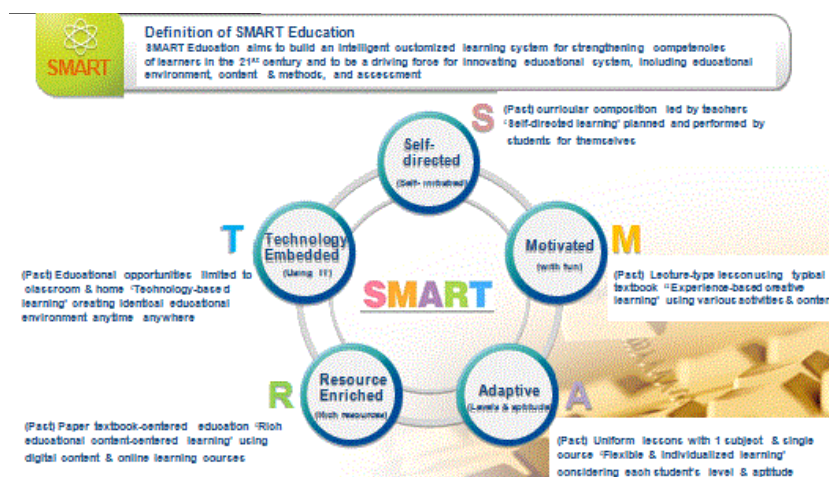 SMART
Definition of SMART Education
SMART Education aims to build an intelligent customized learning system for strengthening competencies
of learners in the 21st century and to be a driving force for innovating educational system, including educational
environment, content & methods, and assessment
S
(Past) curricular composition led by teachers
‘Self-directed learning’ planned and performed by
students for themselves
Self-
directed
(Self- initiated)
T
Technology
Embedded
(Using IT)
Motivated
(with fun)
M
(Past) Educational opportunities limited to
classroom & home ‘Technology-based
learning’ creating identical educational
environment anytime anywhere
SMART
(Past) Lecture-type lesson using typical
textbook “Experience-based creative
learning’ using various activities & content
R
Resource
Enriched
(Rich resources)
Adaptive
(Levels & aptitude)
A
(Past) Paper textbook-centered education ‘Rich
educational content-centered learning’ using
digital content & online learning courses
(Past) Uniform lessons with 1 subject & single
course ‘Flexible & individualized learning’
considering each student's level & aptitude